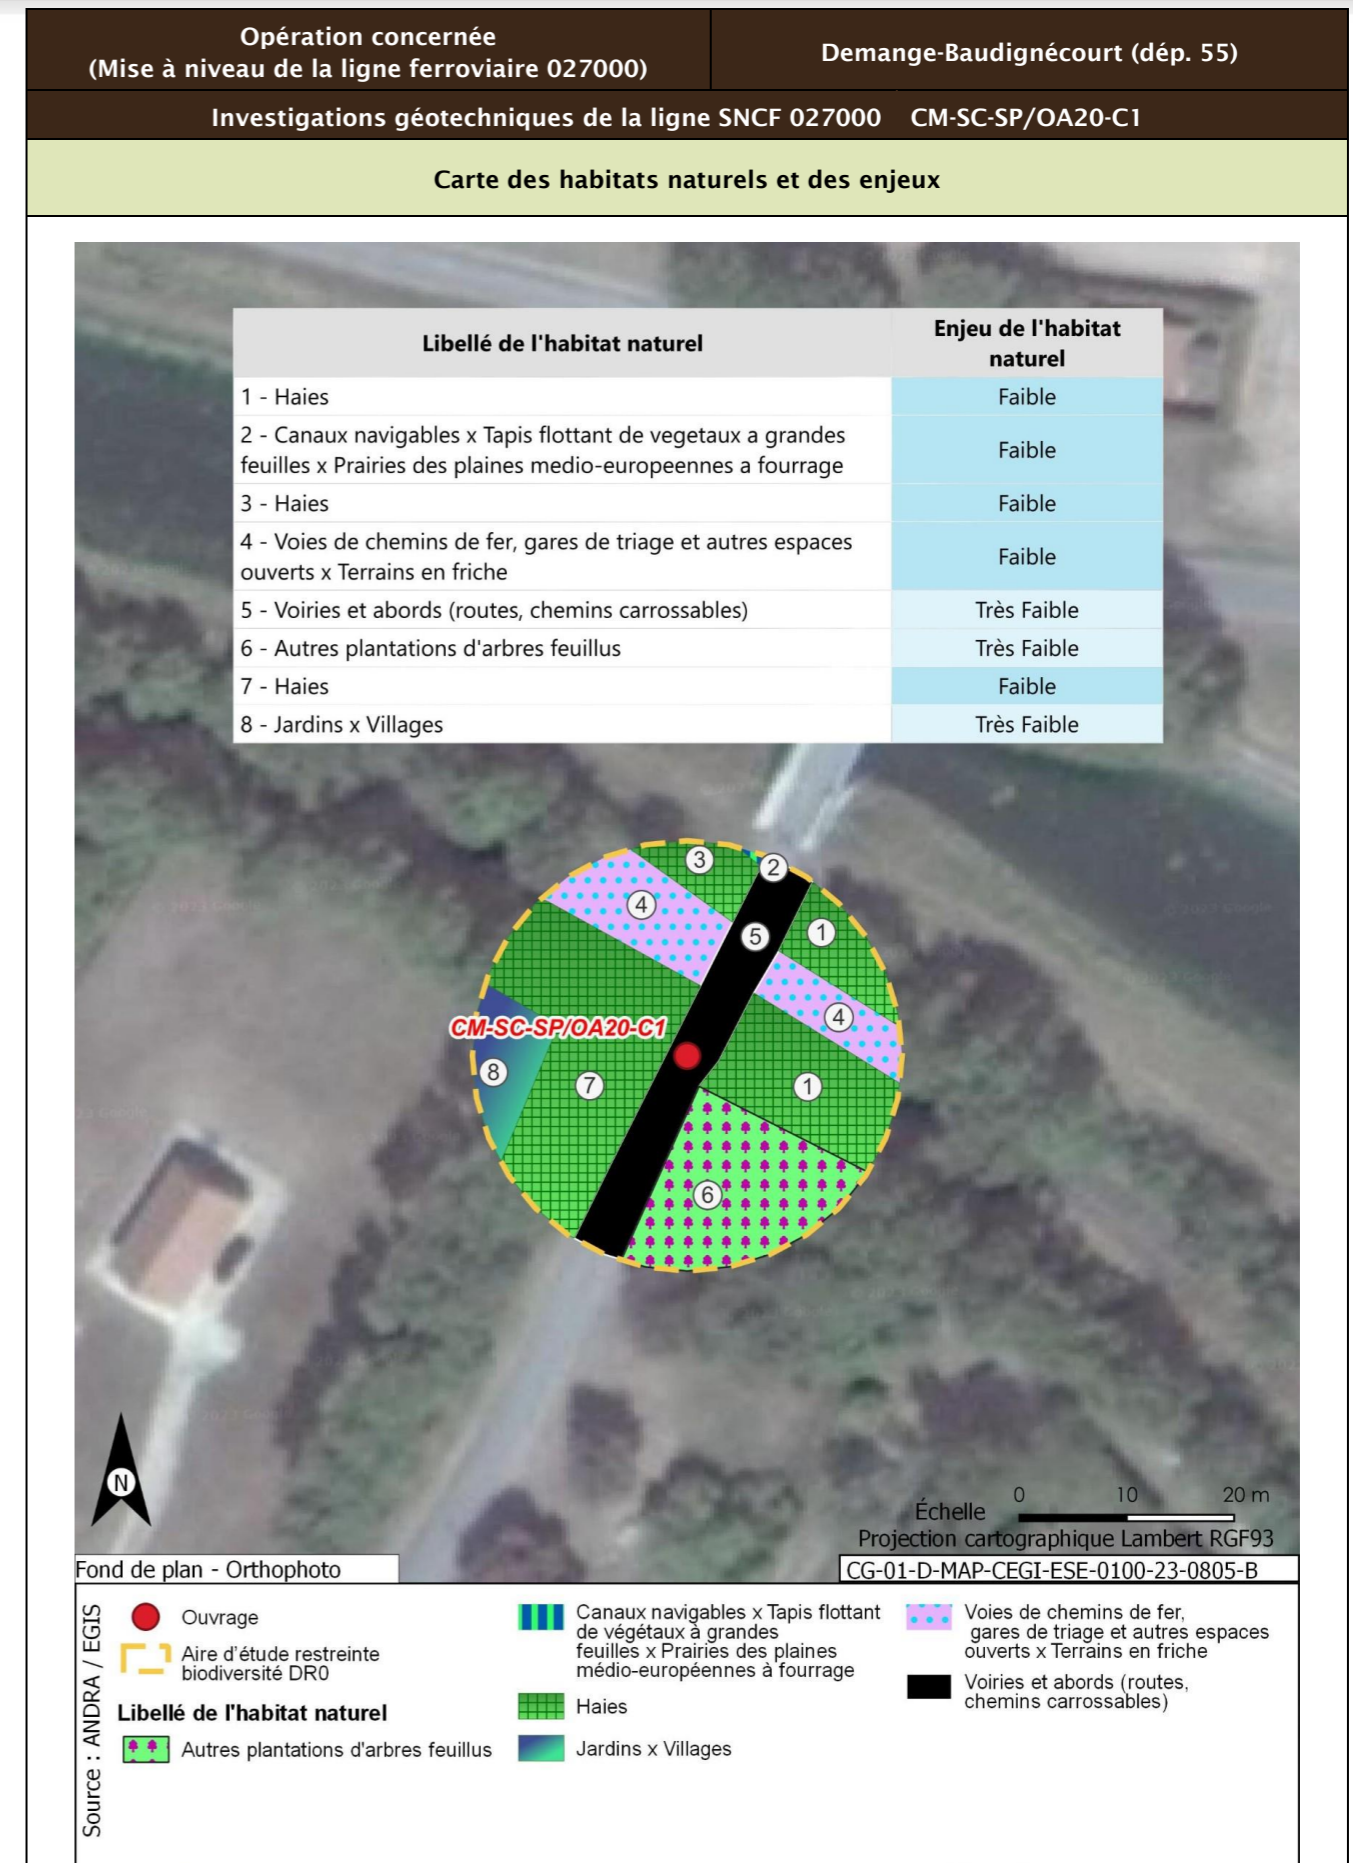 Opération concernée
(Mise à niveau de la ligne ferroviaire 027000)
Demange-Baudignécourt (dép. 55)
Investigations géotechniques de la ligne SNCF 027000 CM-SC-SP/OA20-C1
Carte des habitats naturels et des enjeux
Libellé de l'habitat naturel
Enjeu de l'habitat
naturel
1 - Haies
Faible
2 - Canaux navigables x Tapis flottant de vegetaux a grandes
feuilles x Prairies des plaines medio-europeennes a fourrage
Faible
3 - Haies
Faible
4 - Voies de chemins de fer, gares de triage et autres espaces
ouverts x Terrains en friche
Faible
5 - Voiries et abords (routes, chemins carrossables)
Très Faible
6 - Autres plantations d'arbres feuillus
Très Faible
7 - Haies
Faible
8 - Jardins x Villages
Très Faible
3
2
4
5
1
4
CM-SC-SP/OA20-C1
8
7
1
6
N
Échelle
0 10 20 m
Projection cartographique Lambert RGF93
Fond de plan - Orthophoto
CG-01-D-MAP-CEGI-ESE-0100-23-0805-B
Source : ANDRA / EGIS
Ouvrage
Aire d'étude restreinte
biodiversité DR0
Libellé de l'habitat naturel
Autres plantations d'arbres feuillus
Canaux navigables x Tapis flottant
de végétaux à grandes
feuilles x Prairies des plaines
médio-européennes à fourrage
Haies
Jardins x Villages
Voies de chemins de fer,
gares de triage et autres espaces
ouverts x Terrains en friche
Voiries et abords (routes,
chemins carrossables)